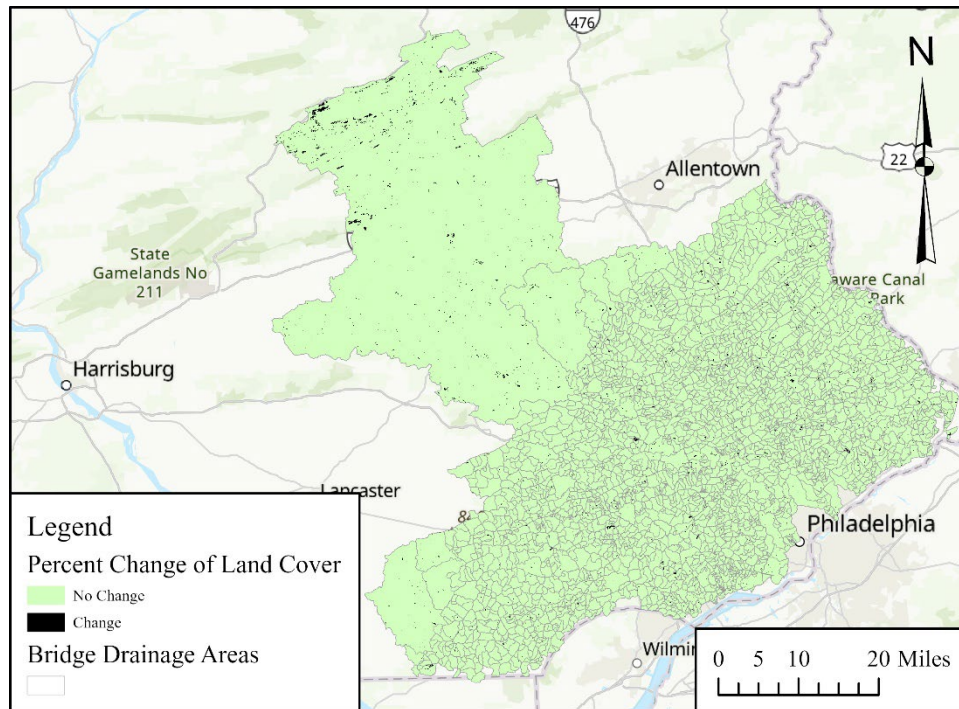 476
N
Allentown
22
State
Gamelands No
211
aware Canal
Park
Harrisburg
Lancaster
Philadelphia
Wilmin
Legend
Percent Change of Land Cover
No Change
Change
Bridge Drainage Areas
0 5 10 20 Miles